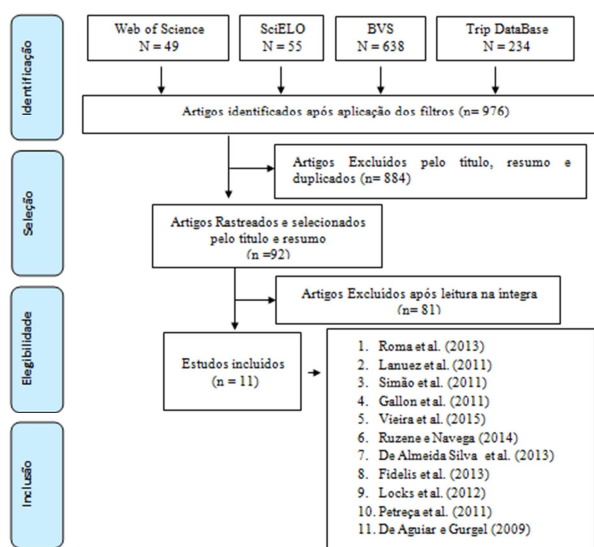 Identificação
Web of Science
N = 49
SciELO
N = 55
BVS
N = 638
Trip DataBase
N = 234
Artigos identificados após aplicação dos filtros (n= 976)
Seleção
Artigos Excluídos pelo título, resumo e
duplicados (n= 884)
Artigos Rastreados e selecionados
pelo título e resumo
(n =92)
Artigos Excluídos após leitura na íntegra
(n= 81)
Elegibilidade
Estudos incluídos
(n = 11)
Inclusão
1. Roma et al. (2013)
2. Lanuez et al. (2011)
3. Simão et al. (2011)
4. Gallon et al. (2011)
5. Vieira et al. (2015)
6. Ruzene e Navega (2014)
7. De Almeida Silva et al. (2013)
8. Fidelis et al. (2013)
9. Locks et al. (2012)
10. Petreça et al. (2011)
11. De Aguiar e Gurgel (2009)